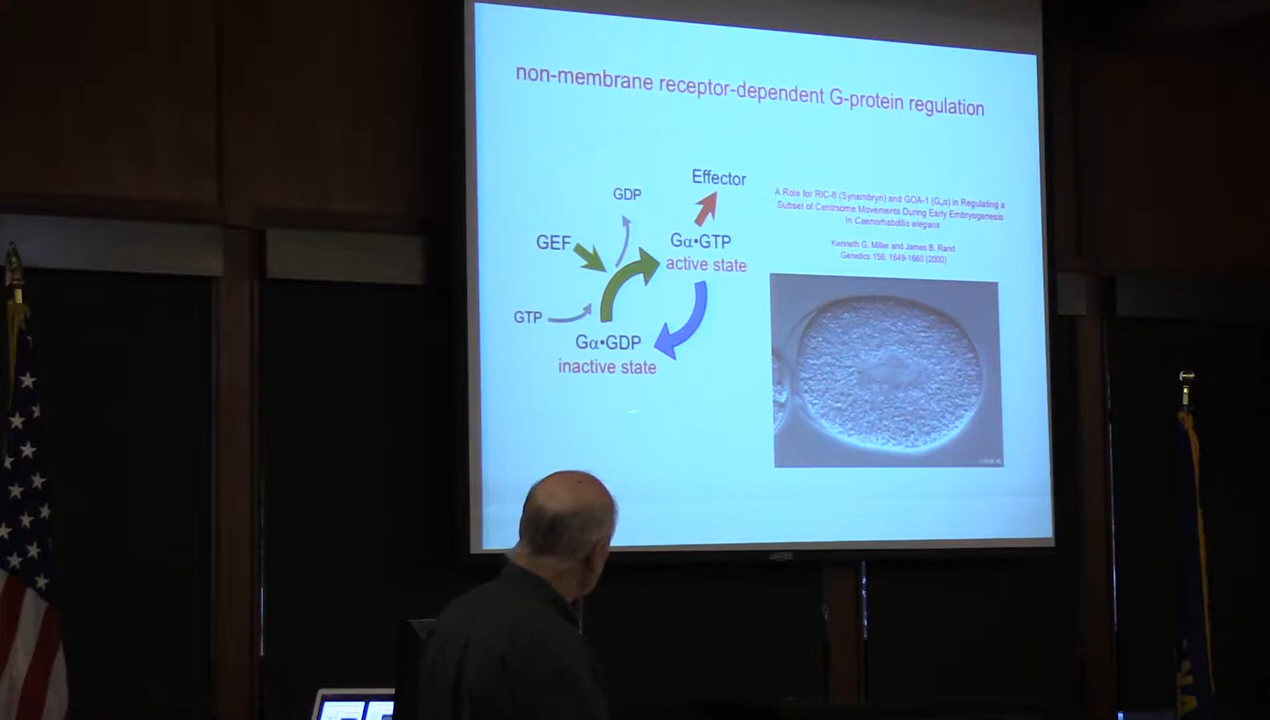 non-membrane receptor-dependent G-protein regulation
Effector
GDP
GEF
Gα•GTP
active state
GTP
Gα•GDP
inactive state
A Role for RIC-8 (Synembryn) and GOA-1 (Goα) in Regulating a
Subset of Centrsome Movements During Early Embryogenesis
in Caenorhabditis elegans
Kenneth G. Miller and James B. Rand
Genetics 156: 1649-1660 (2000)